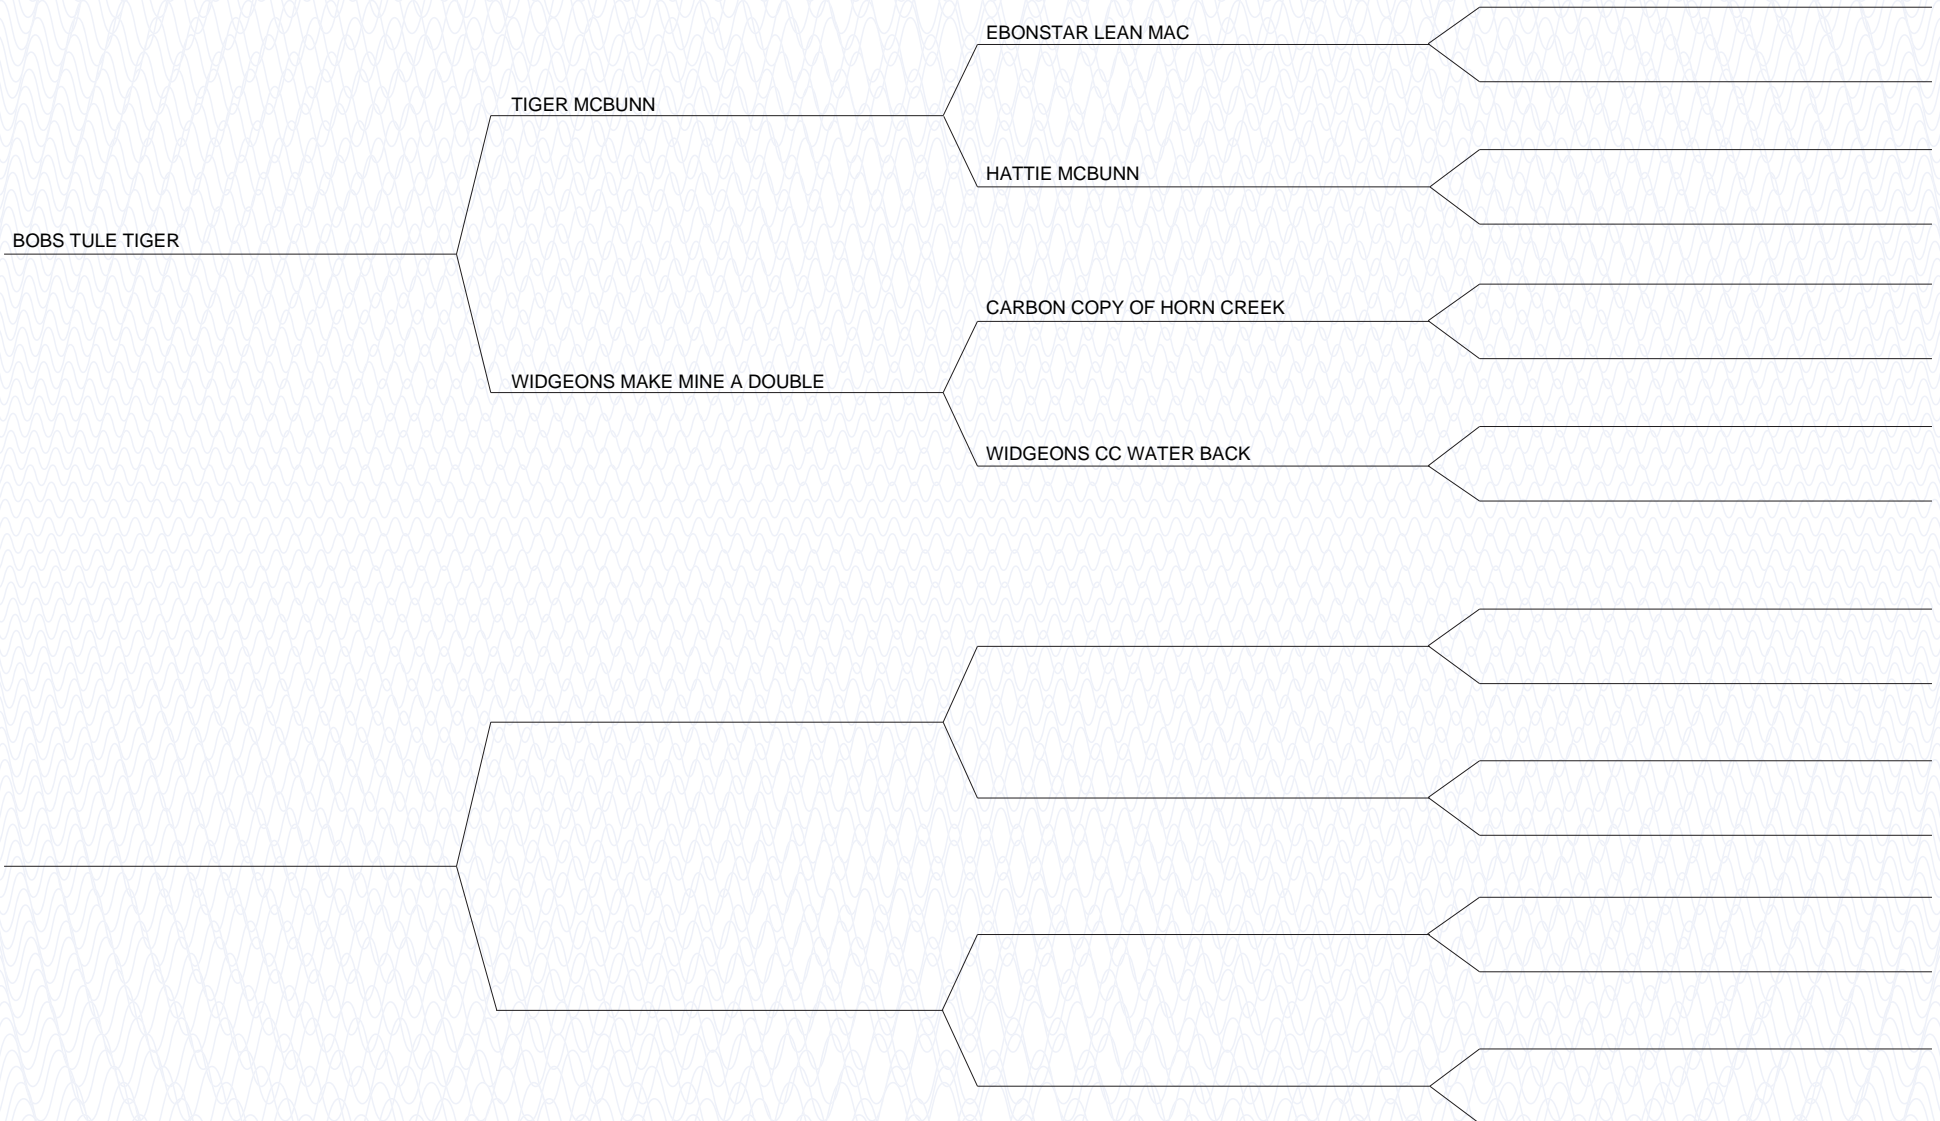 EBONSTAR LEAN MAC
TIGER MCBUNN
HATTIE MCBUNN
BOBS TULE TIGER
CARBON COPY OF HORN CREEK
WIDGEONS MAKE MINE A DOUBLE
WIDGEONS CC WATER BACK